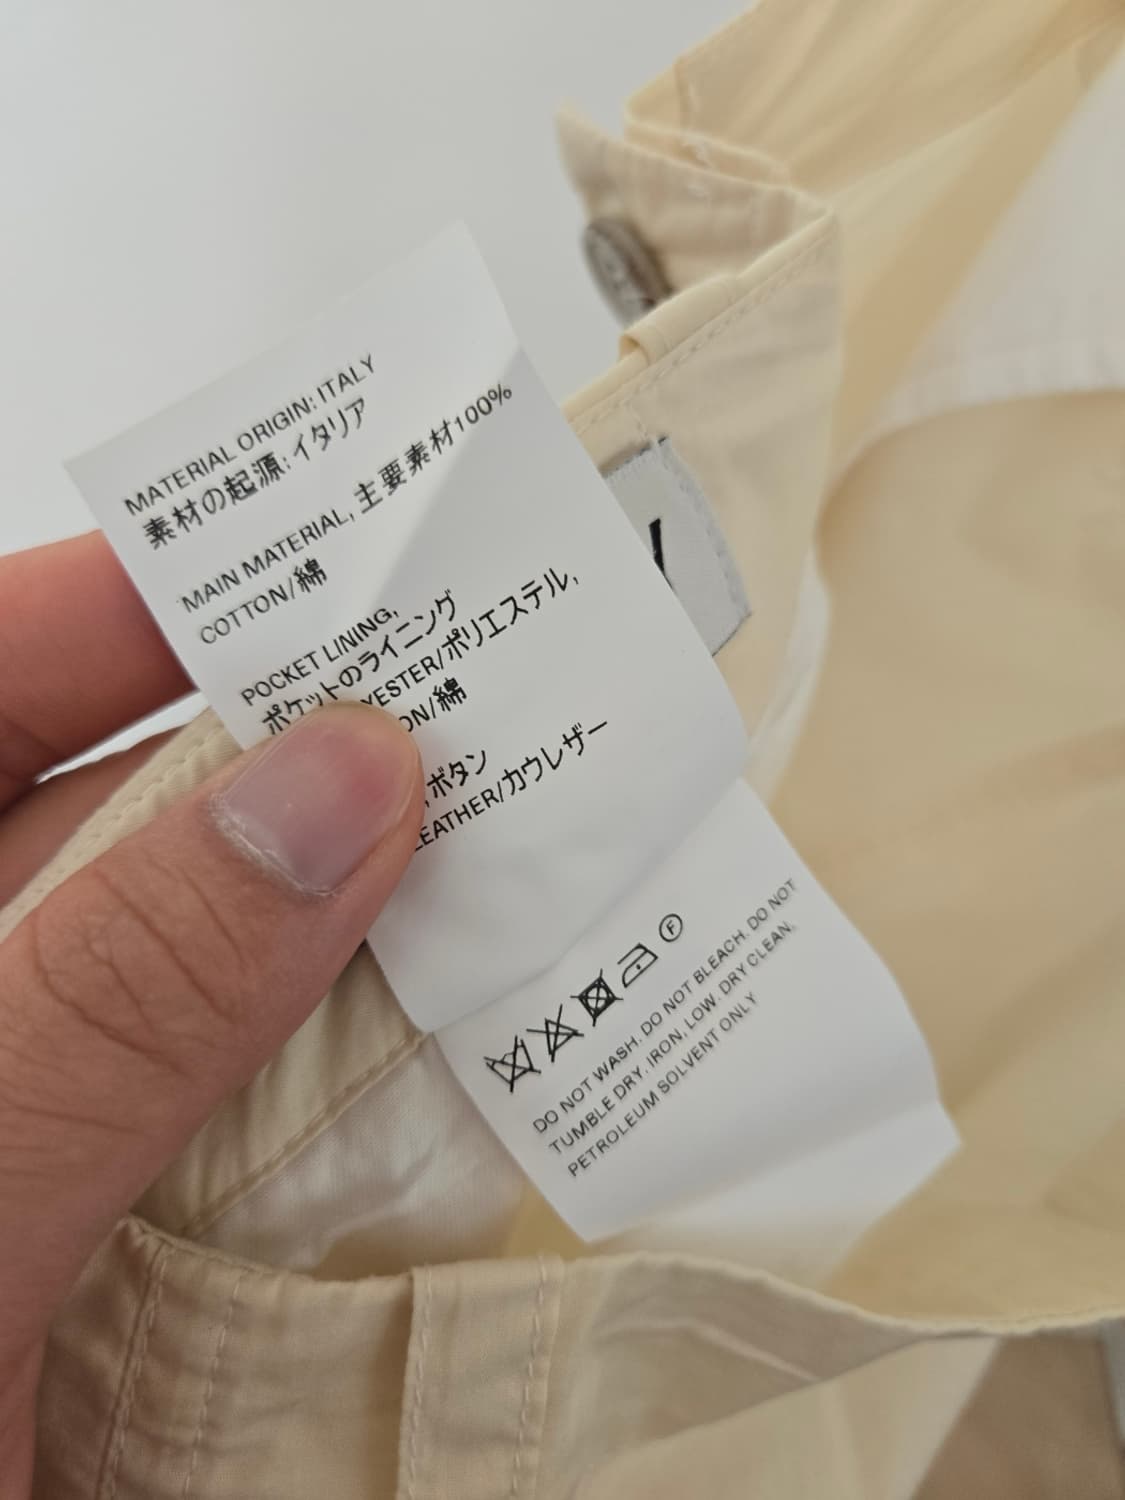 MATERIAL ORIGIN: ITALY
素材の起源: イタリア
MAIN MATERIAL, 主要素材100%
COTTON/綿
POCKET LINING,
ポケットのライニング
YESTER/ポリエステル,
ON/綿
, ボタン
LEATHER/カウレザー
F
DO NOT WASH. DO NOT BLEACH. DO NOT
TUMBLE DRY. IRON, LOW. DRY CLEAN,
PETROLEUM SOLVENT ONLY